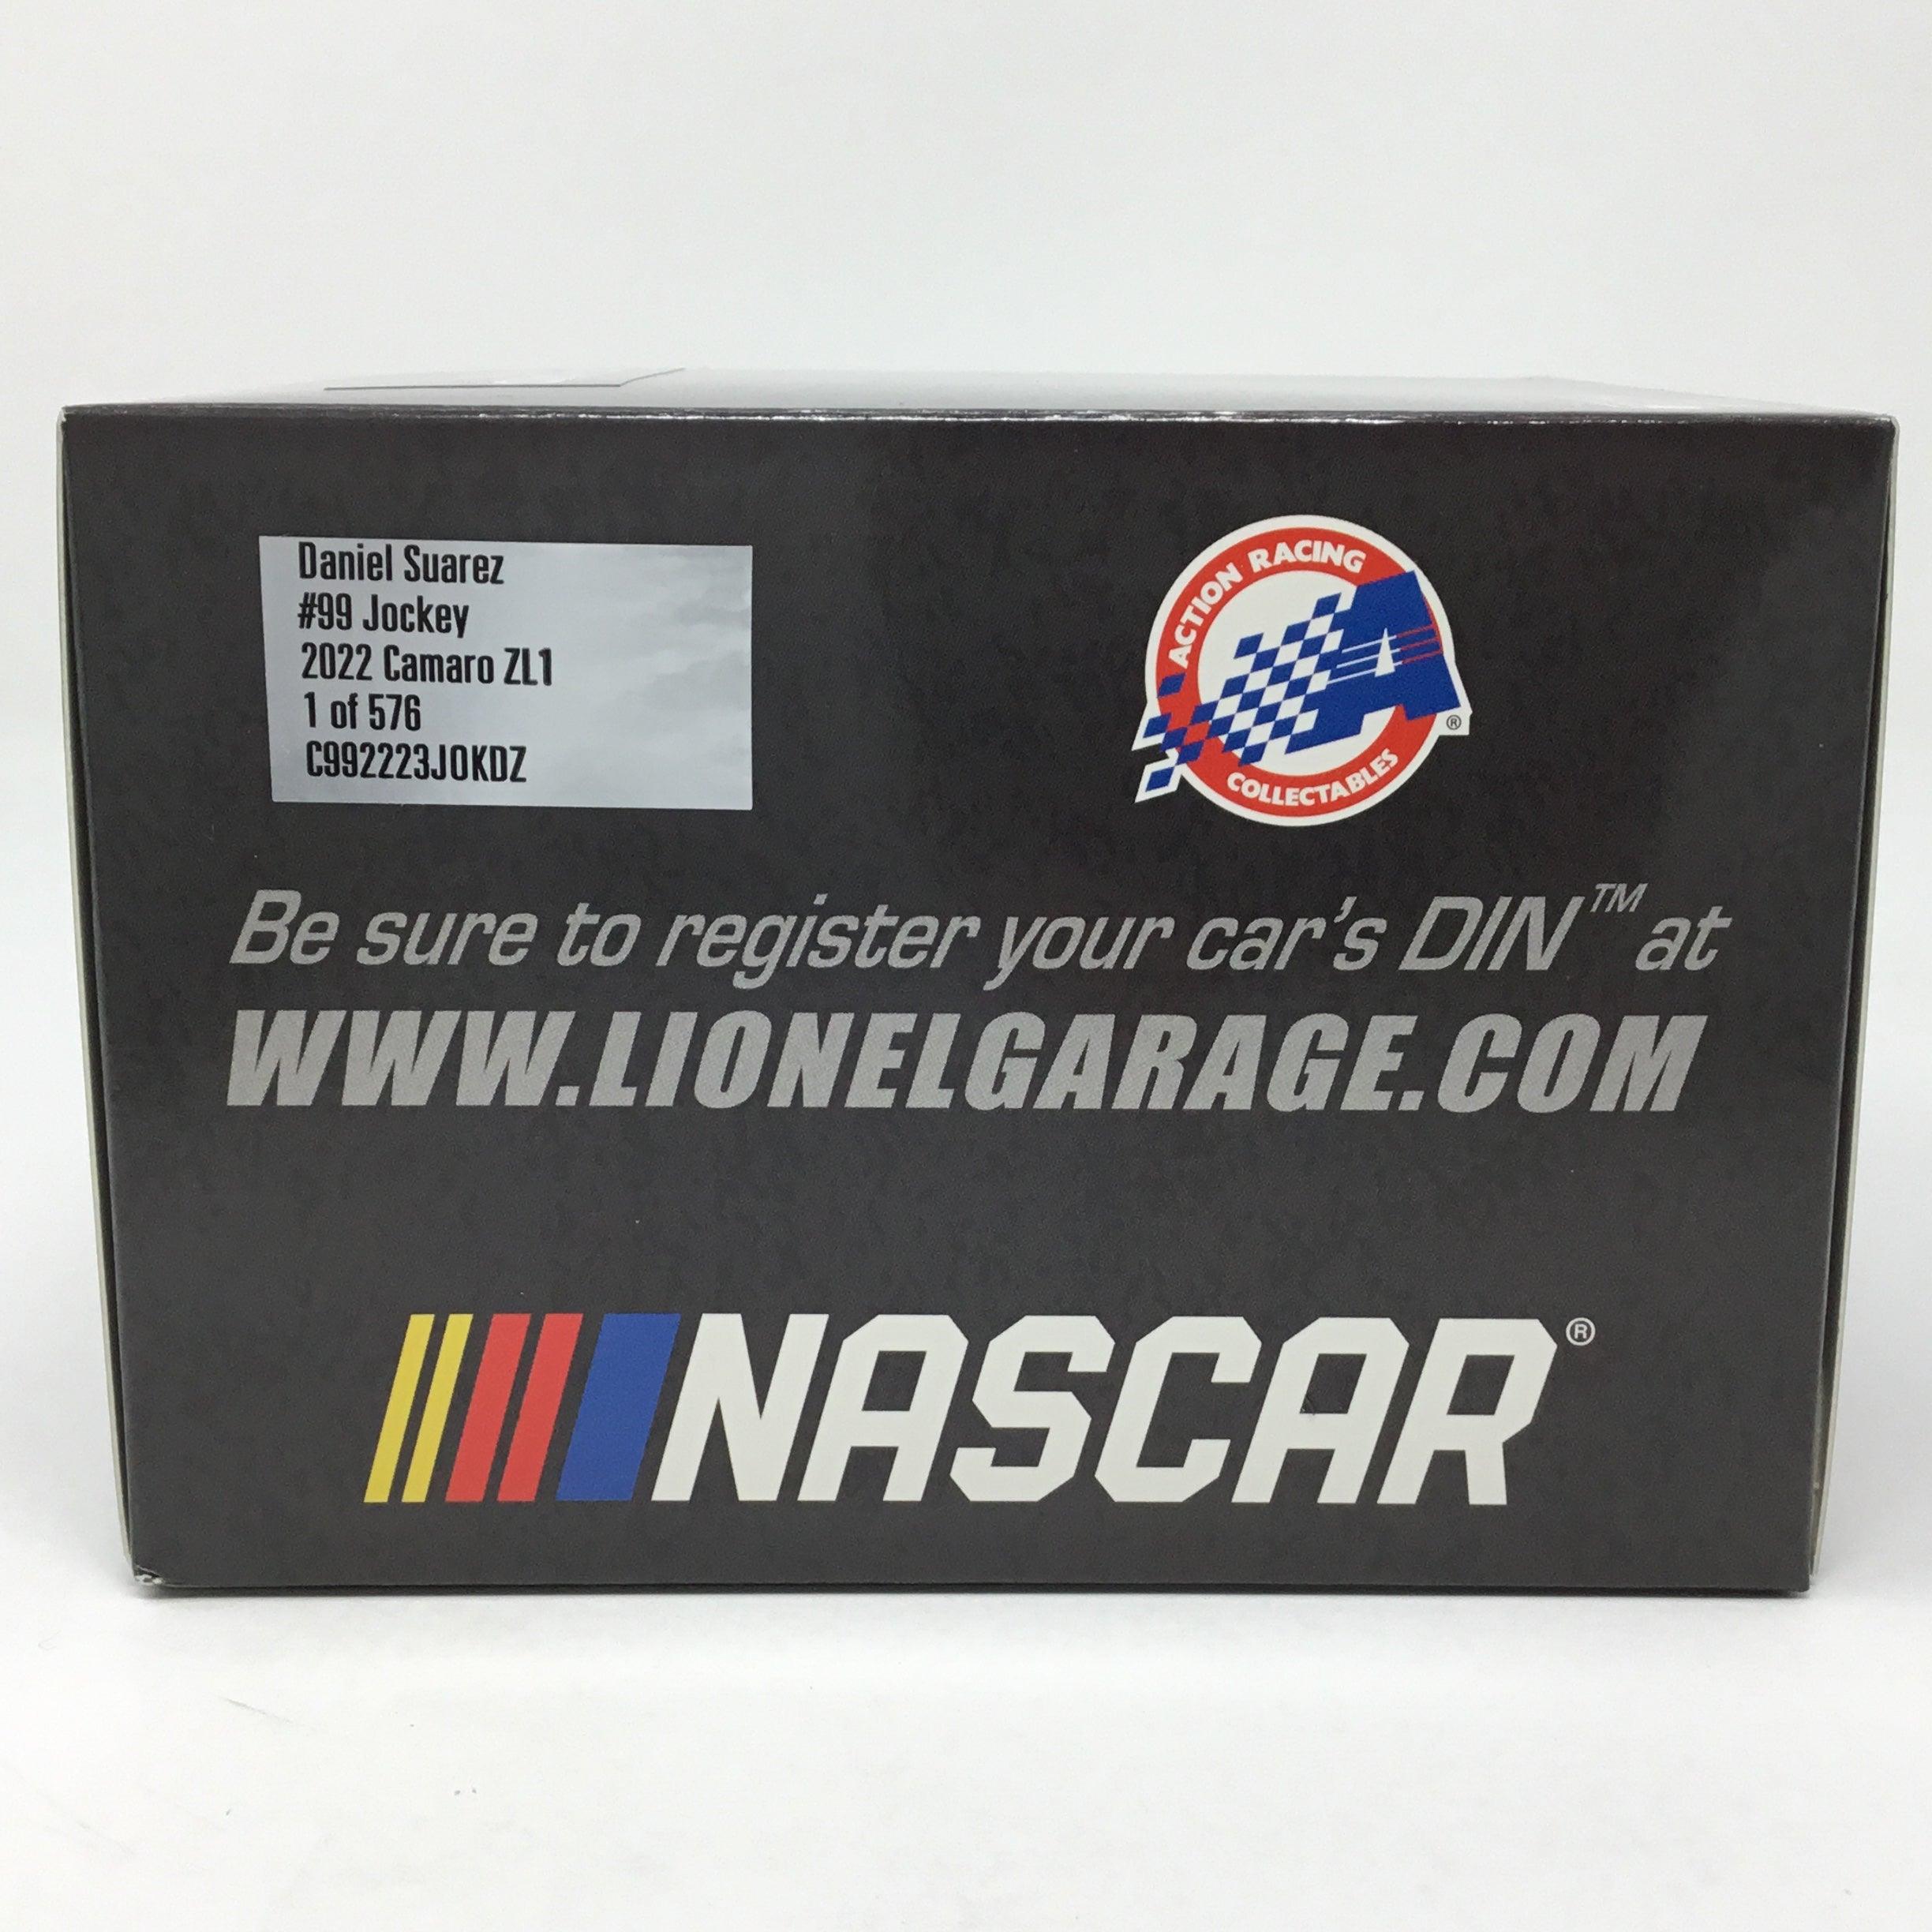 Daniel Suarez
#99 Jockey
2022 Camaro ZL1
1 of 576
C992223JOKDZ
ACTION RACING
A
®
COLLECTABLES
Be sure to register your car's DIN™ at
WWW.LIONELGARAGE.COM
NASCAR®